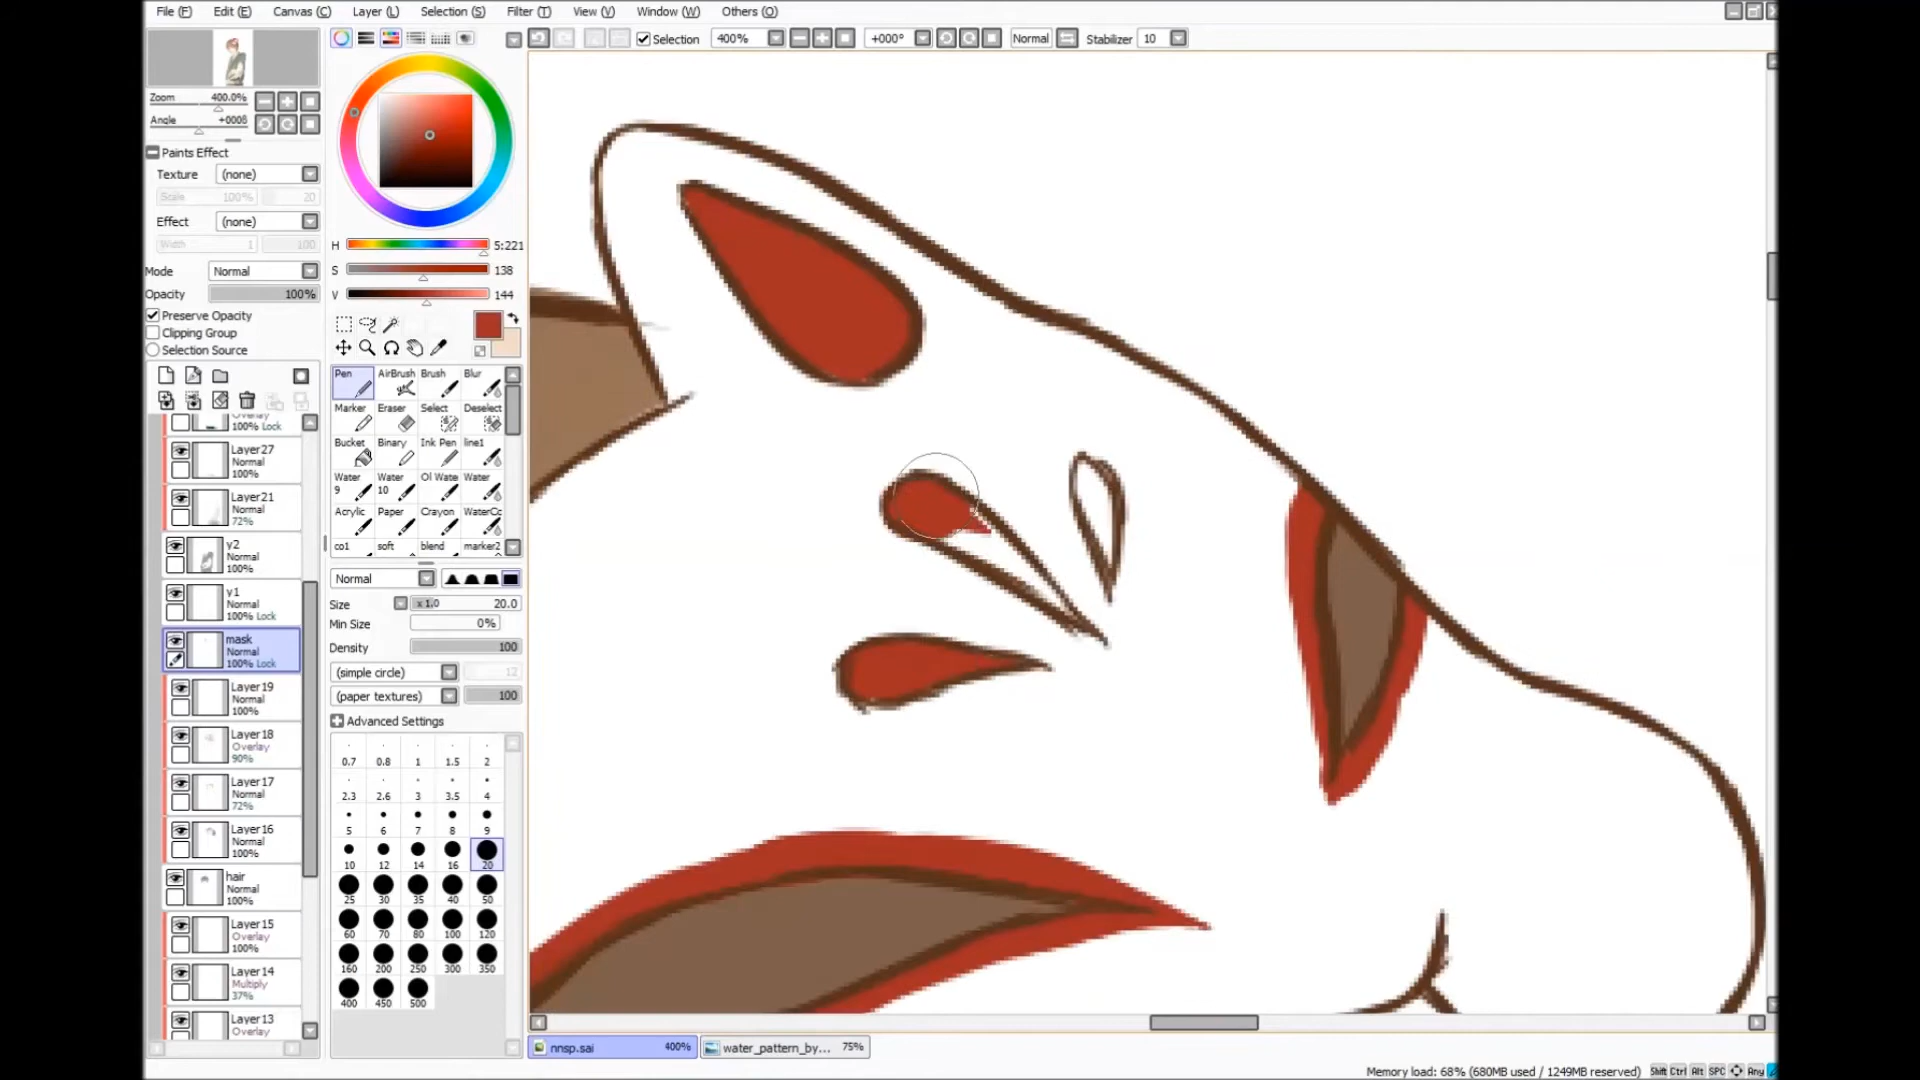 File (F) Edit (E) Canvas (C) Layer (L) Selection (S) Filter (T) View (V) Window (W) Others (O)
Selection 400% +000° Normal Stabilizer 10
Zoom 400.0%
Angle +0008
Paints Effect
Texture (none)
Scale 100% 20
Effect (none)
Width 1 100
Mode Normal
Opacity 100%
Preserve Opacity
Clipping Group
Selection Source
Overlay
100% Lock
Layer27
Normal
100%
Layer21
Normal
72%
y2
Normal
100%
y1
Normal
100% Lock
mask
Normal
100% Lock
Layer19
Normal
100%
Layer18
Overlay
90%
Layer17
Normal
72%
Layer16
Normal
100%
hair
Normal
100%
Layer15
Overlay
100%
Layer14
Multiply
37%
Layer13
Overlay
H 5:221
S 138
V 144
Pen AirBrush Brush Blur
Marker Eraser Select Deselect
Bucket Binary Ink Pen line1
Water 9 Water 10 Ol Wate Water
Acrylic Paper Crayon WaterCc
co1 soft blend marker2
Normal
Size x 1.0 20.0
Min Size 0%
Density 100
(simple circle) 12
(paper textures) 100
Advanced Settings
0.7 0.8 1 1.5 2
2.3 2.6 3 3.5 4
5 6 7 8 9
10 12 14 16 20
25 30 35 40 50
60 70 80 100 120
160 200 250 300 350
400 450 500
nnsp.sai 400% water_pattern_by... 75%
Memory load: 68% (680MB used / 1249MB reserved) Shift Ctrl Alt SPC Any